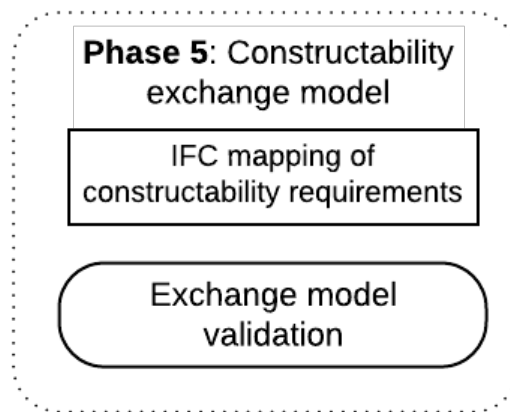 Phase 5: Constructability
exchange model
IFC mapping of
constructability requirements
Exchange model
validation